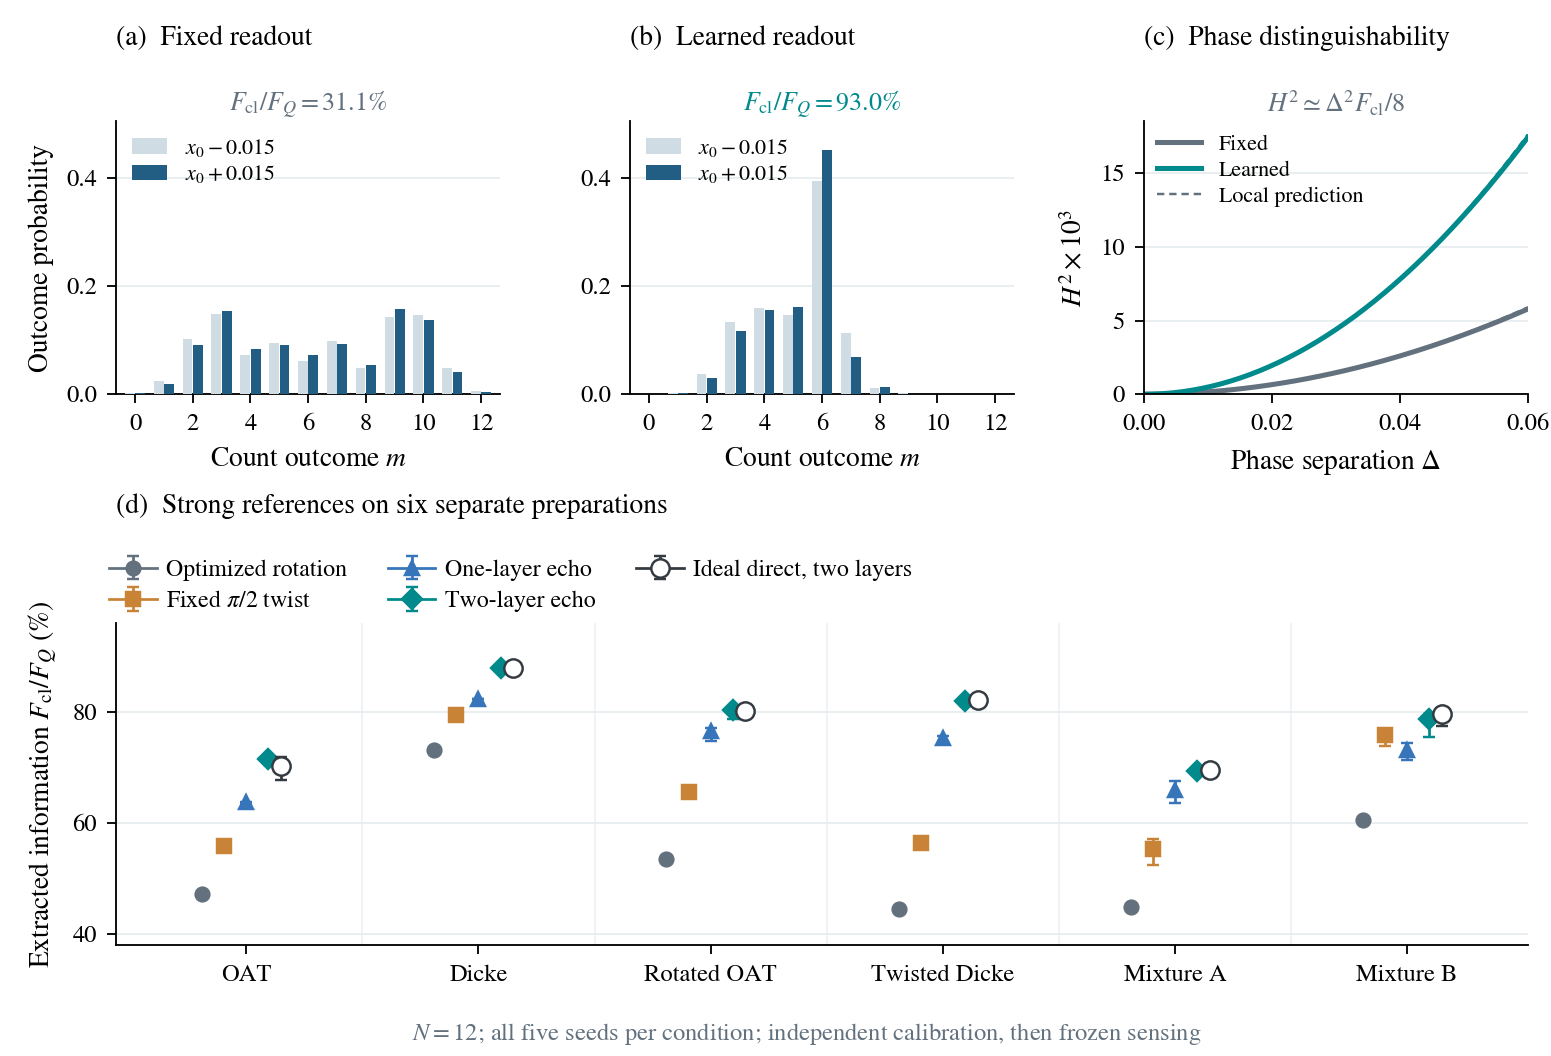 (a) Fixed readout
(b) Learned readout
(c) Phase distinguishability
F_cl/F_Q = 31.1%
F_cl/F_Q = 93.0%
H² ≃ Δ²F_cl/8
x₀ − 0.015
x₀ + 0.015
x₀ − 0.015
x₀ + 0.015
Fixed
Learned
Local prediction
Outcome probability
0.4
0.2
0.0
0 2 4 6 8 10 12
Count outcome m
0.4
0.2
0.0
0 2 4 6 8 10 12
Count outcome m
H² × 10³
15
10
5
0
0.00 0.02 0.04 0.06
Phase separation Δ
(d) Strong references on six separate preparations
Optimized rotation
Fixed π/2 twist
One-layer echo
Two-layer echo
Ideal direct, two layers
Extracted information F_cl/F_Q (%)
80
60
40
OAT Dicke Rotated OAT Twisted Dicke Mixture A Mixture B
N = 12; all five seeds per condition; independent calibration, then frozen sensing